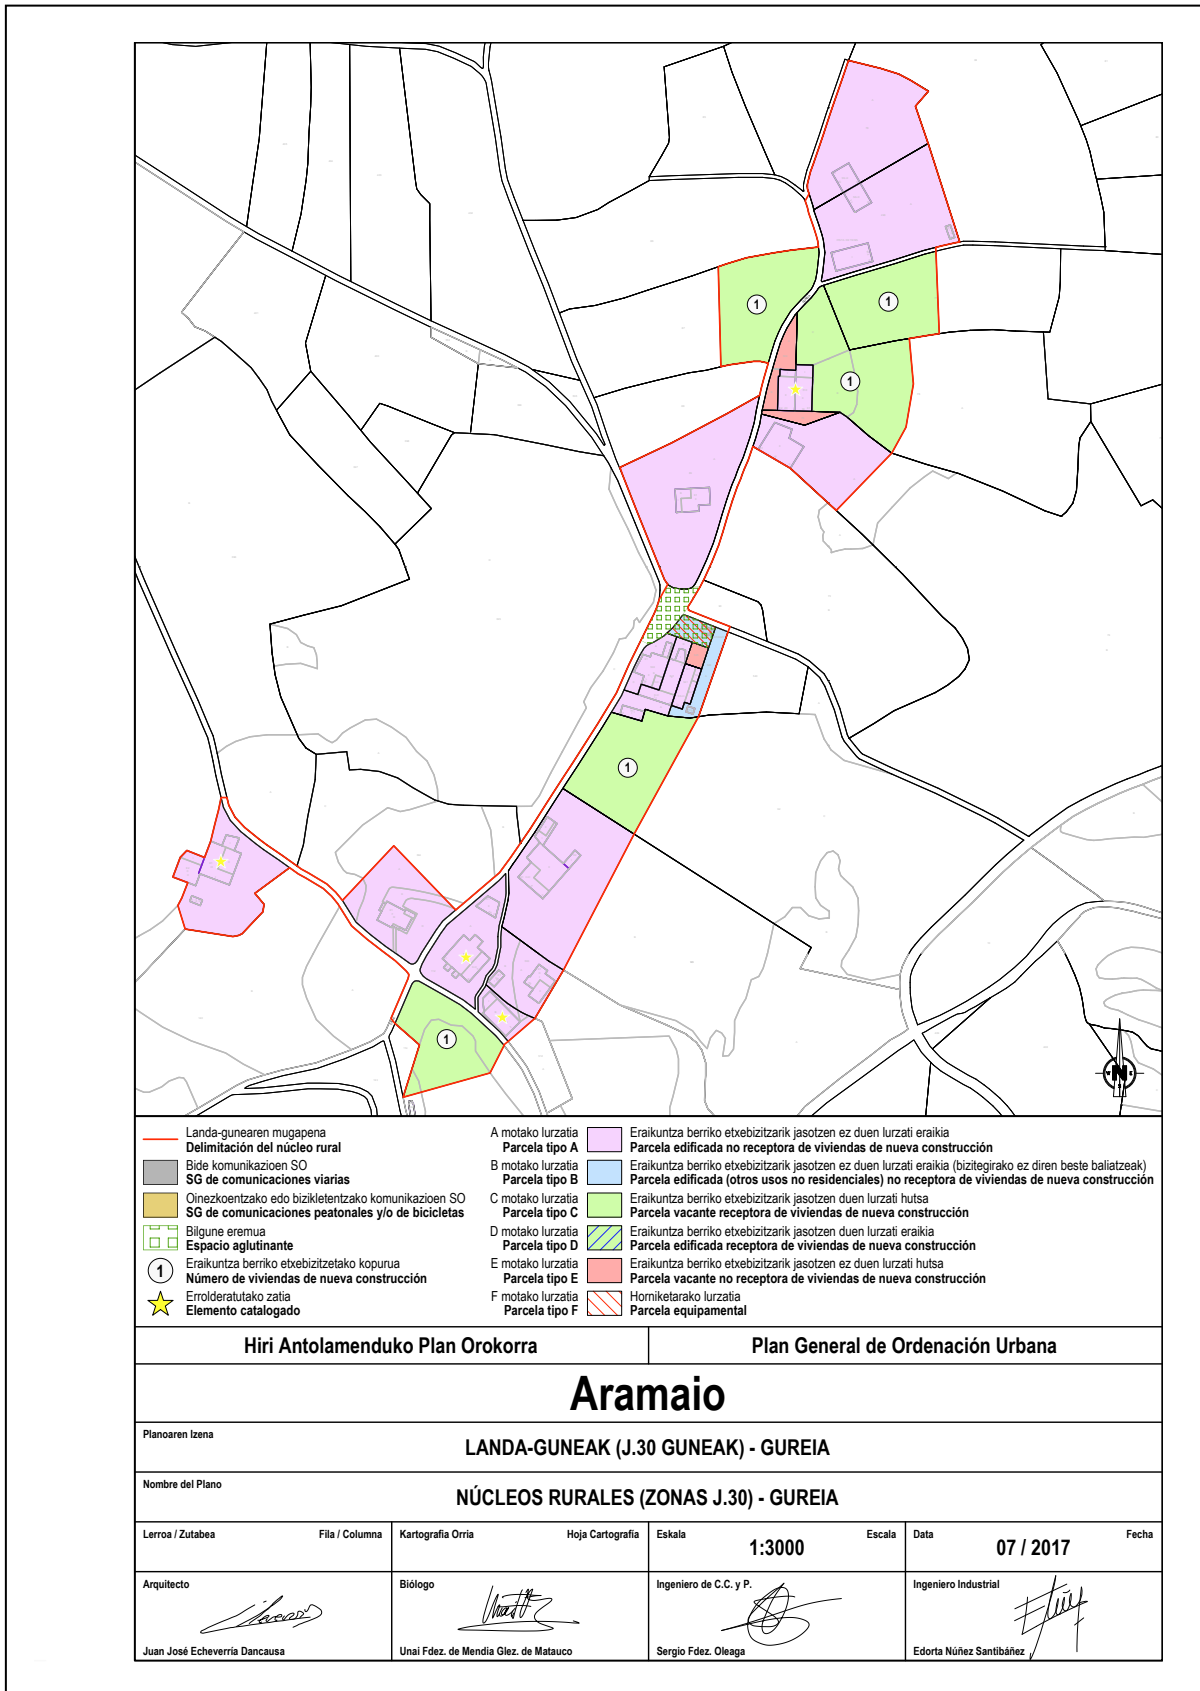 1
1
1
1
1
N
Landa-gunearen mugapena
Delimitación del núcleo rural
Bide komunikazioen SO
SG de comunicaciones viarias
Oinezkoentzako edo bizikletentzako komunikazioen SO
SG de comunicaciones peatonales y/o de bicicletas
Bilgune eremua
Espacio aglutinante
1
Eraikuntza berriko etxebizitzetako kopurua
Número de viviendas de nueva construcción
Errolderatutako zatia
Elemento catalogado
A motako lurzatia
Parcela tipo A
Eraikuntza berriko etxebizitzarik jasotzen ez duen lurzati eraikia
Parcela edificada no receptora de viviendas de nueva construcción
B motako lurzatia
Parcela tipo B
Eraikuntza berriko etxebizitzarik jasotzen ez duen lurzati eraikia (bizitegirako ez diren beste baliatzeak)
Parcela edificada (otros usos no residenciales) no receptora de viviendas de nueva construcción
C motako lurzatia
Parcela tipo C
Eraikuntza berriko etxebizitzarik jasotzen duen lurzati hutsa
Parcela vacante receptora de viviendas de nueva construcción
D motako lurzatia
Parcela tipo D
Eraikuntza berriko etxebizitzarik jasotzen duen lurzati eraikia
Parcela edificada receptora de viviendas de nueva construcción
E motako lurzatia
Parcela tipo E
Eraikuntza berriko etxebizitzarik jasotzen ez duen lurzati hutsa
Parcela vacante no receptora de viviendas de nueva construcción
F motako lurzatia
Parcela tipo F
Horniketarako lurzatia
Parcela equipamental
Hiri Antolamenduko Plan Orokorra
Plan General de Ordenación Urbana
Aramaio
Planoaren Izena
LANDA-GUNEAK (J.30 GUNEAK) - GUREIA
Nombre del Plano
NÚCLEOS RURALES (ZONAS J.30) - GUREIA
Lerroa / Zutabea Fila / Columna
Kartografia Orria Hoja Cartografia
Eskala Escala
1:3000
Data Fecha
07 / 2017
Arquitecto
Juan José Echeverría Dancausa
Biólogo
Unai Fdez. de Mendia Glez. de Matauco
Ingeniero de C.C. y P.
Sergio Fdez. Oleaga
Ingeniero Industrial
Edorta Núñez Santibáñez